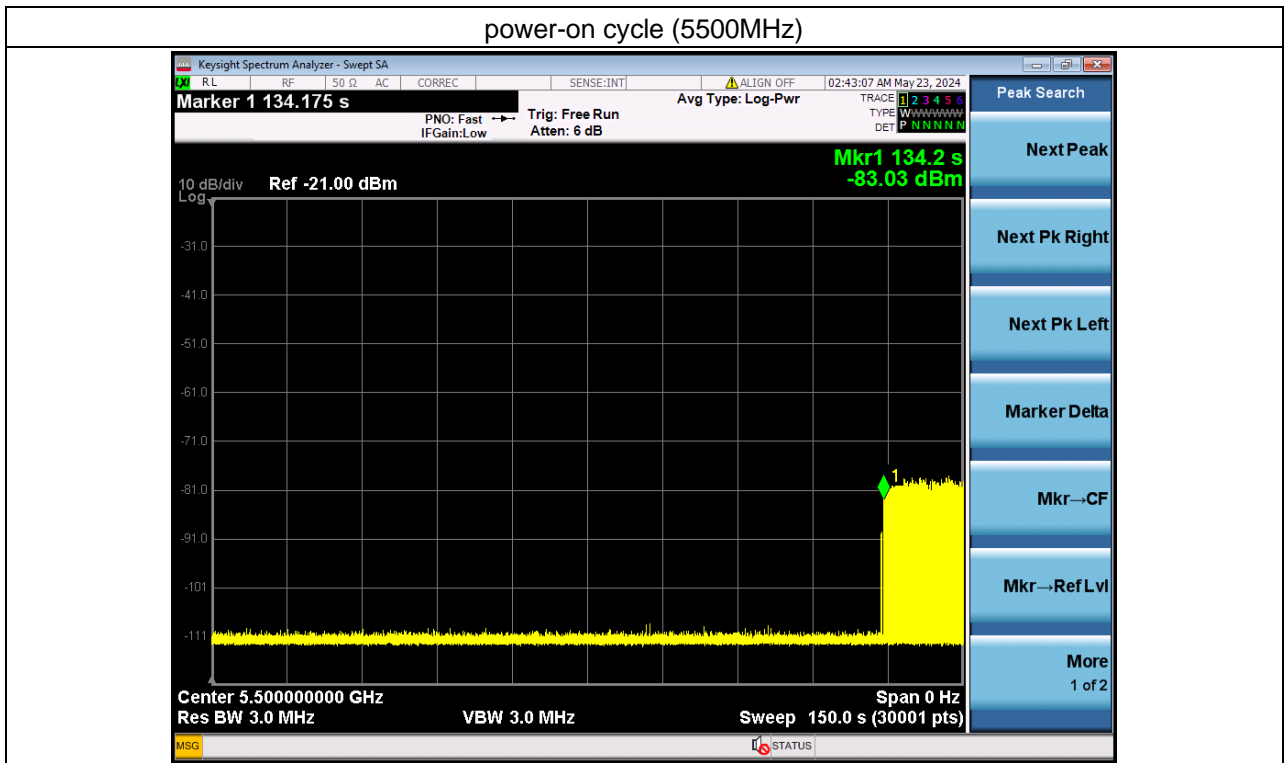 power-on cycle (5500MHz)
Keysight Spectrum Analyzer - Swept SA
LXI RL RF 50 Ω AC CORREC SENSE:INT ALIGN OFF 02:43:07 AM May 23, 2024
Marker 1 134.175 s
PNO: Fast
IFGain:Low
Trig: Free Run
Atten: 6 dB
Avg Type: Log-Pwr
TRACE 1 2 3 4 5 6
TYPE WWWWWW
DET P N N N N N
Peak Search
Mkr1 134.2 s
-83.03 dBm
10 dB/div Ref -21.00 dBm
Log
-31.0
-41.0
-51.0
-61.0
-71.0
-81.0
-91.0
-101
-111
1
Center 5.500000000 GHz
Span 0 Hz
Res BW 3.0 MHz
VBW 3.0 MHz
Sweep 150.0 s (30001 pts)
Next Peak
Next Pk Right
Next Pk Left
Marker Delta
Mkr→CF
Mkr→Ref Lvl
More
1 of 2
MSG
STATUS